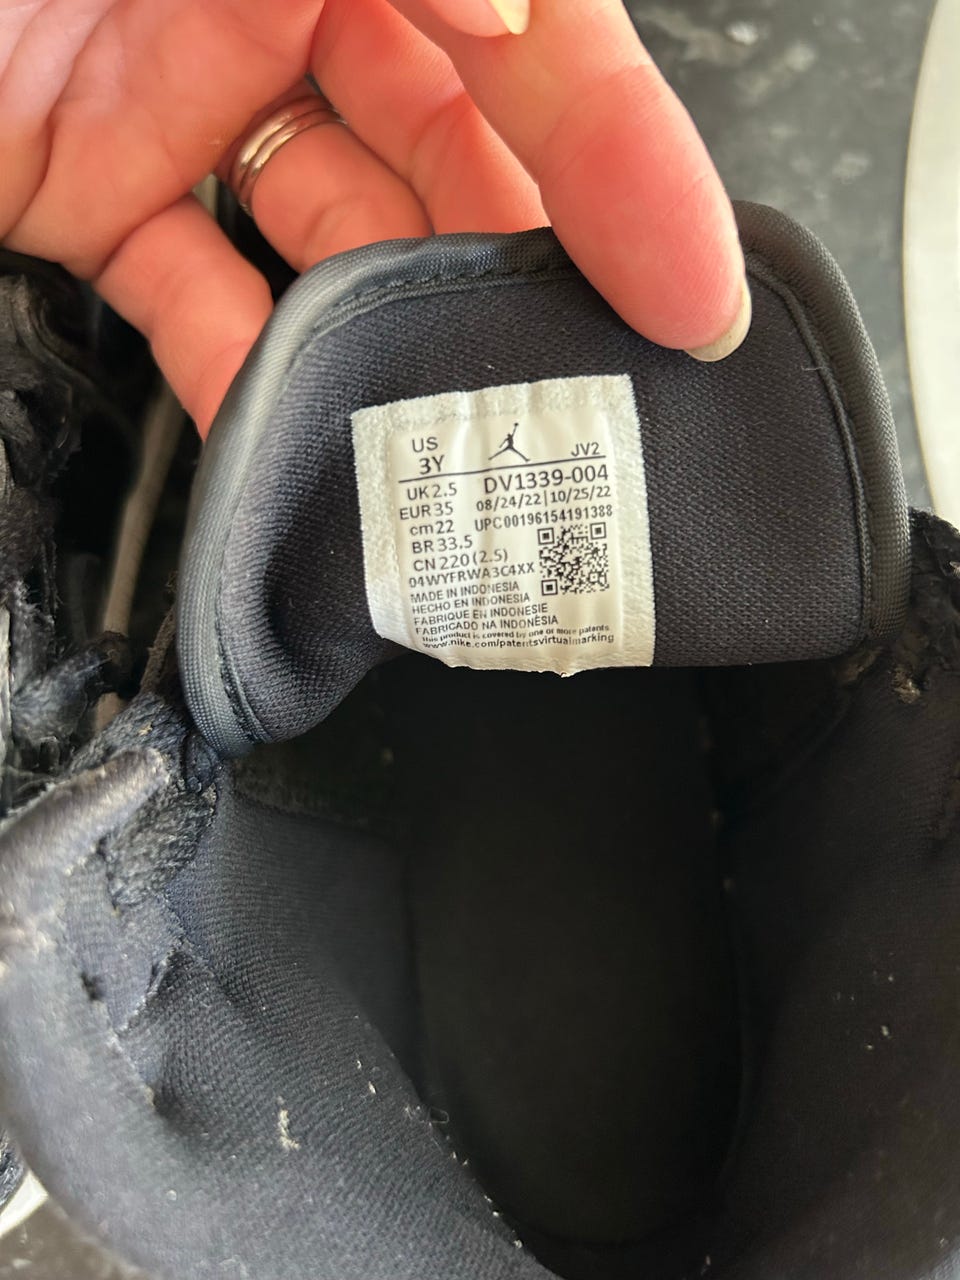 US
3Y
JV2
UK 2.5
DV1339-004
EUR 35
08/24/22|10/25/22
cm 22
UPC 00196154191388
BR 33.5
CN 220 (2.5)
04WYFRWA3C4XX
MADE IN INDONESIA
HECHO EN INDONESIA
FABRIQUE EN INDONESIE
FABRICADO NA INDONÉSIA
this product is covered by one or more patents
www.nike.com/patentsvirtualmarking